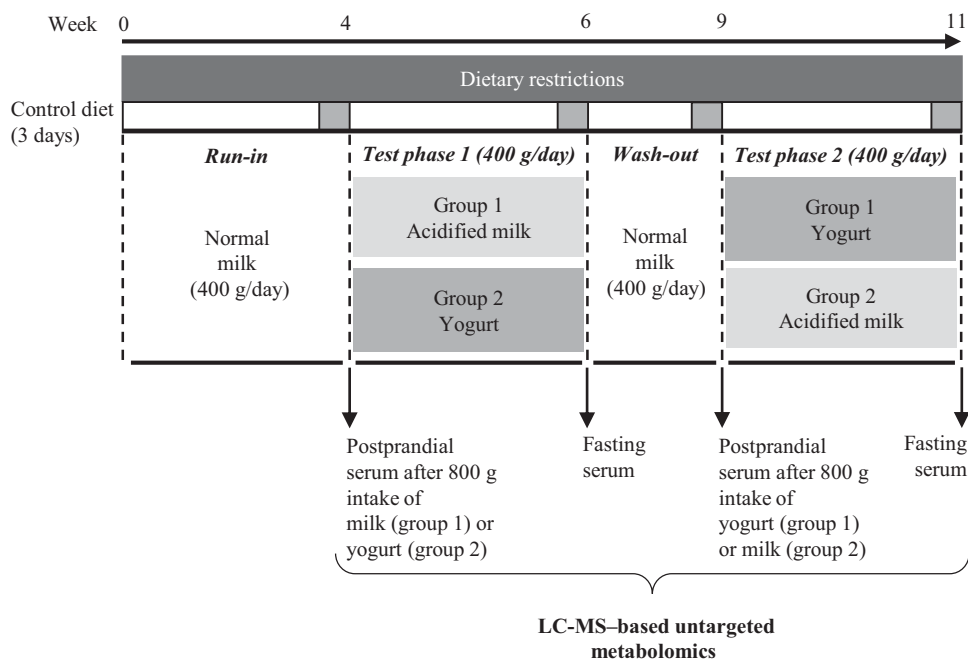 Week 0 4 6 9 11
Dietary restrictions
Control diet
(3 days)
Run-in Test phase 1 (400 g/day) Wash-out Test phase 2 (400 g/day)
Normal
milk
(400 g/day)
Group 1
Acidified milk
Group 2
Yogurt
Normal
milk
(400 g/day)
Group 1
Yogurt
Group 2
Acidified milk
Postprandial
serum after 800 g
intake of
milk (group 1) or
yogurt (group 2)
Fasting
serum
Postprandial
serum after 800 g
intake of
yogurt (group 1)
or milk (group 2)
Fasting
serum
LC-MS–based untargeted
metabolomics